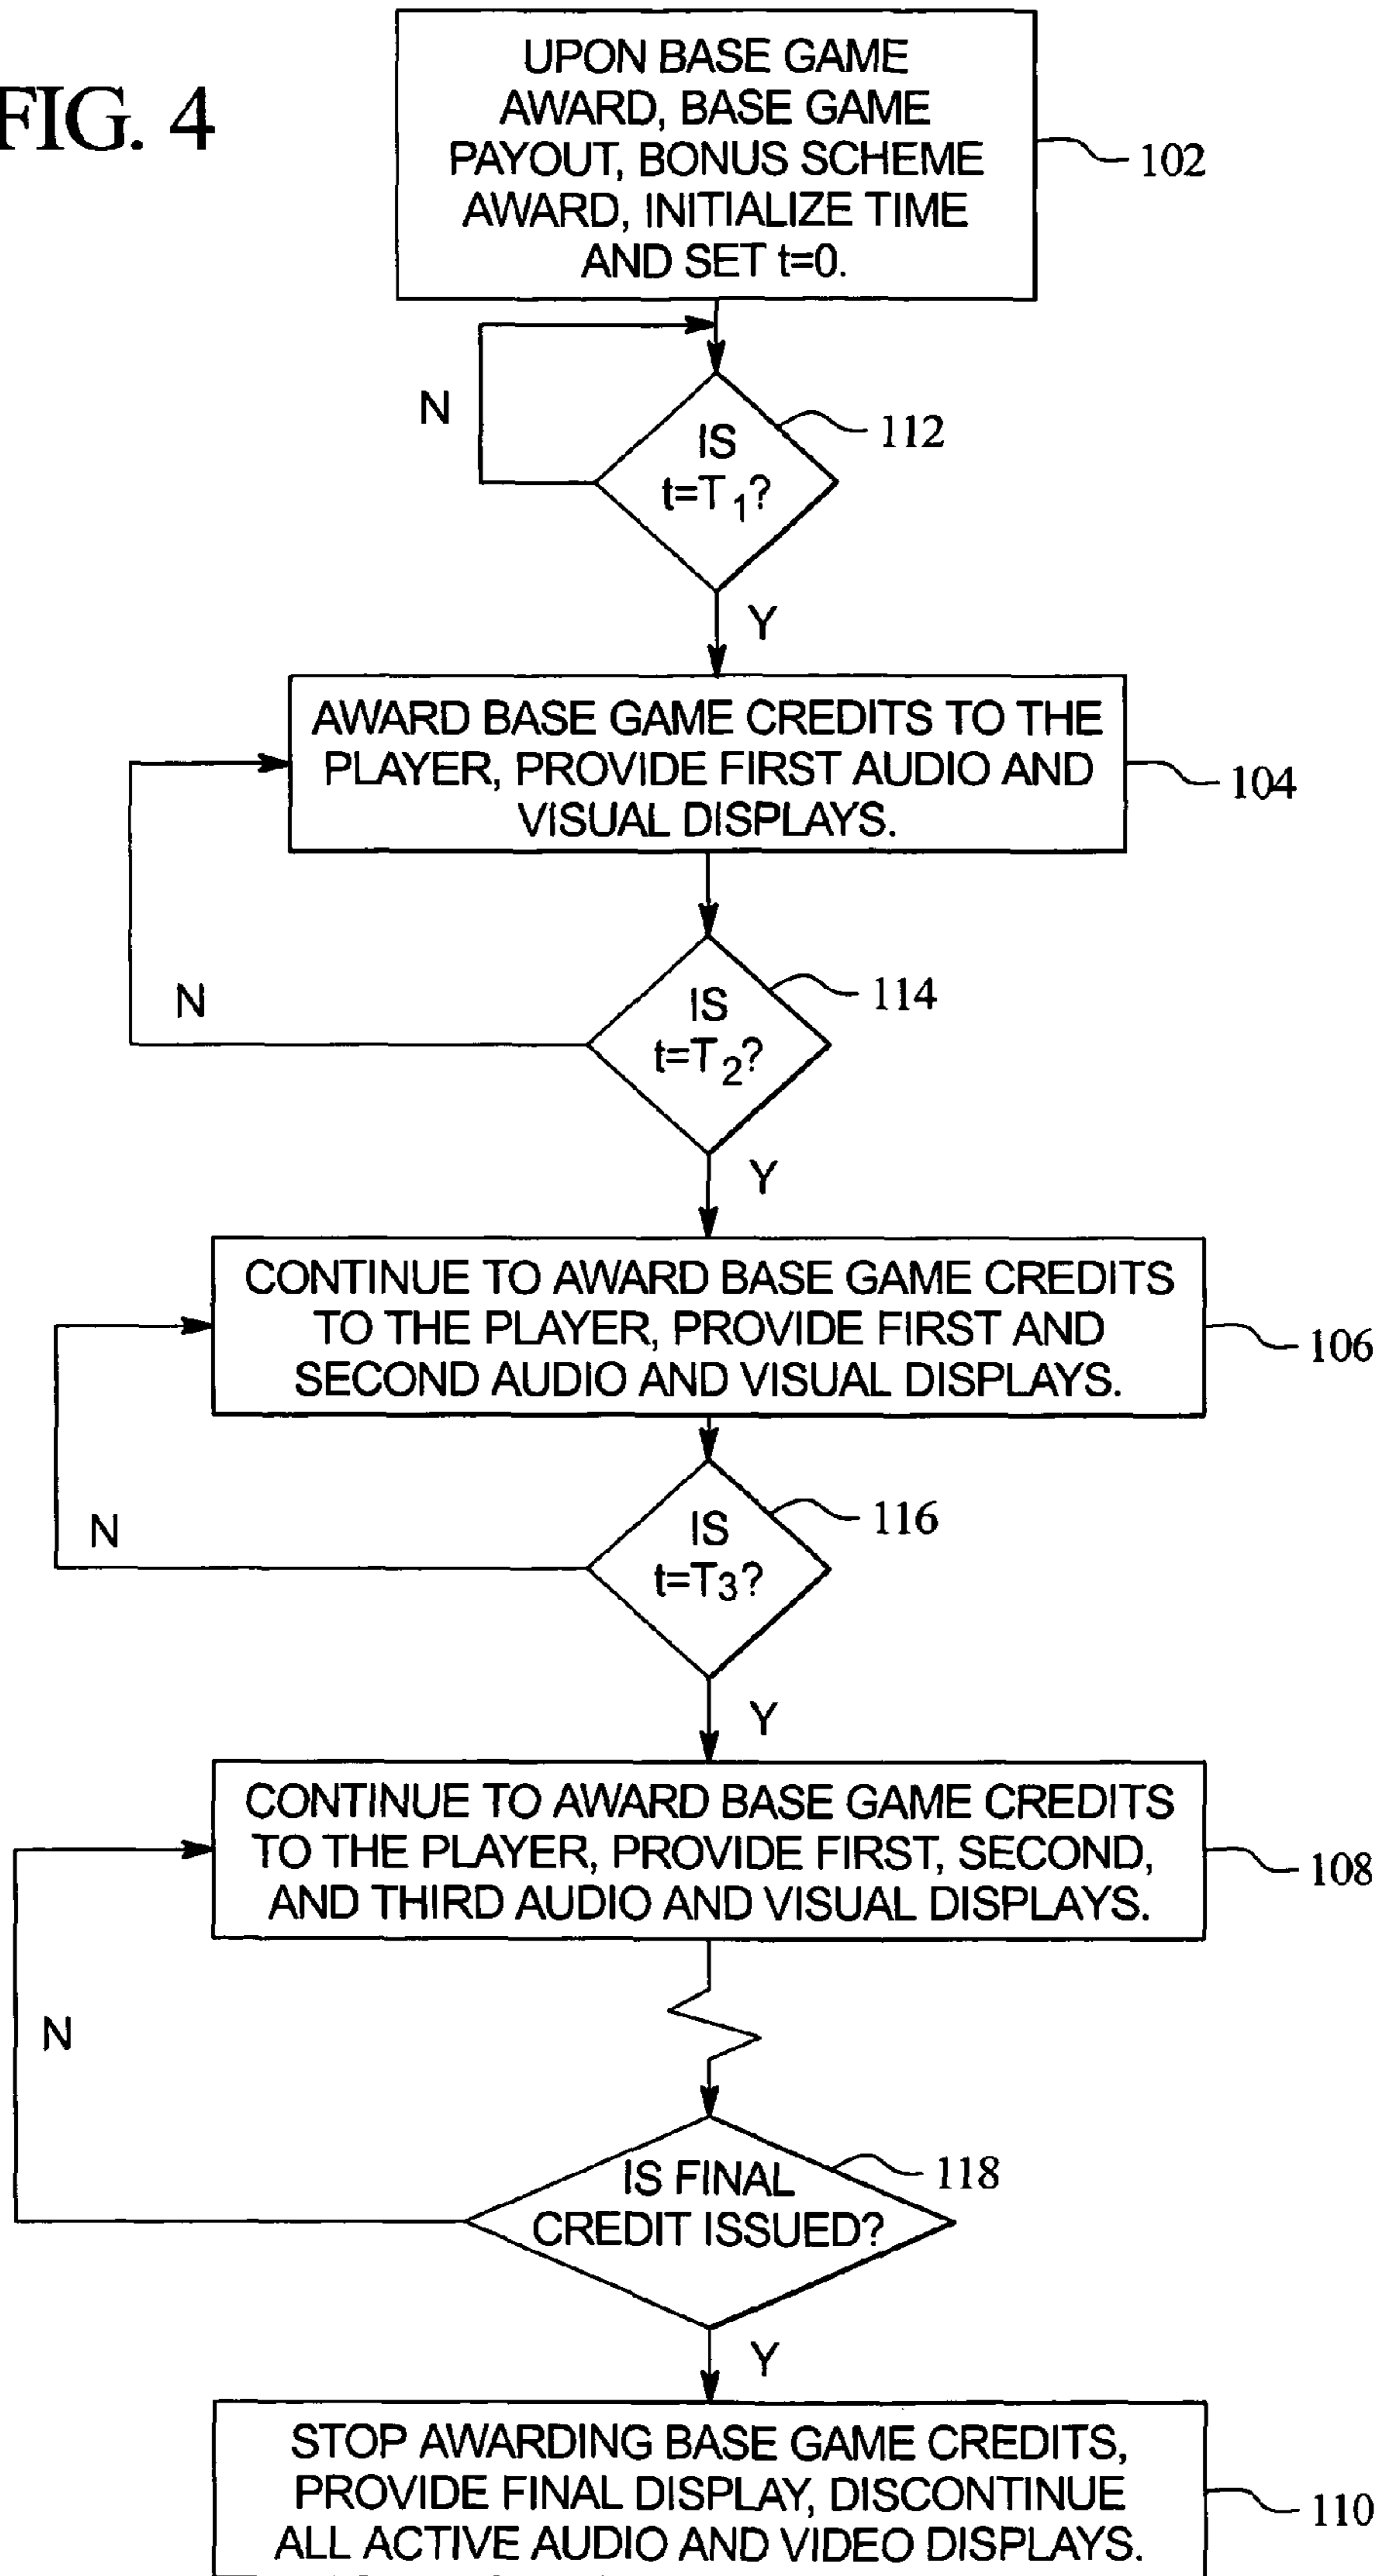 FIG. 4
UPON BASE GAME
AWARD, BASE GAME
PAYOUT, BONUS SCHEME
AWARD, INITIALIZE TIME
AND SET t=0.
102
N
IS
t=T1?
112
Y
AWARD BASE GAME CREDITS TO THE
PLAYER, PROVIDE FIRST AUDIO AND
VISUAL DISPLAYS.
104
N
IS
t=T2?
114
Y
CONTINUE TO AWARD BASE GAME CREDITS
TO THE PLAYER, PROVIDE FIRST AND
SECOND AUDIO AND VISUAL DISPLAYS.
106
N
IS
t=T3?
116
Y
CONTINUE TO AWARD BASE GAME CREDITS
TO THE PLAYER, PROVIDE FIRST, SECOND,
AND THIRD AUDIO AND VISUAL DISPLAYS.
108
N
IS FINAL
CREDIT ISSUED?
118
Y
STOP AWARDING BASE GAME CREDITS,
PROVIDE FINAL DISPLAY, DISCONTINUE
ALL ACTIVE AUDIO AND VIDEO DISPLAYS.
110